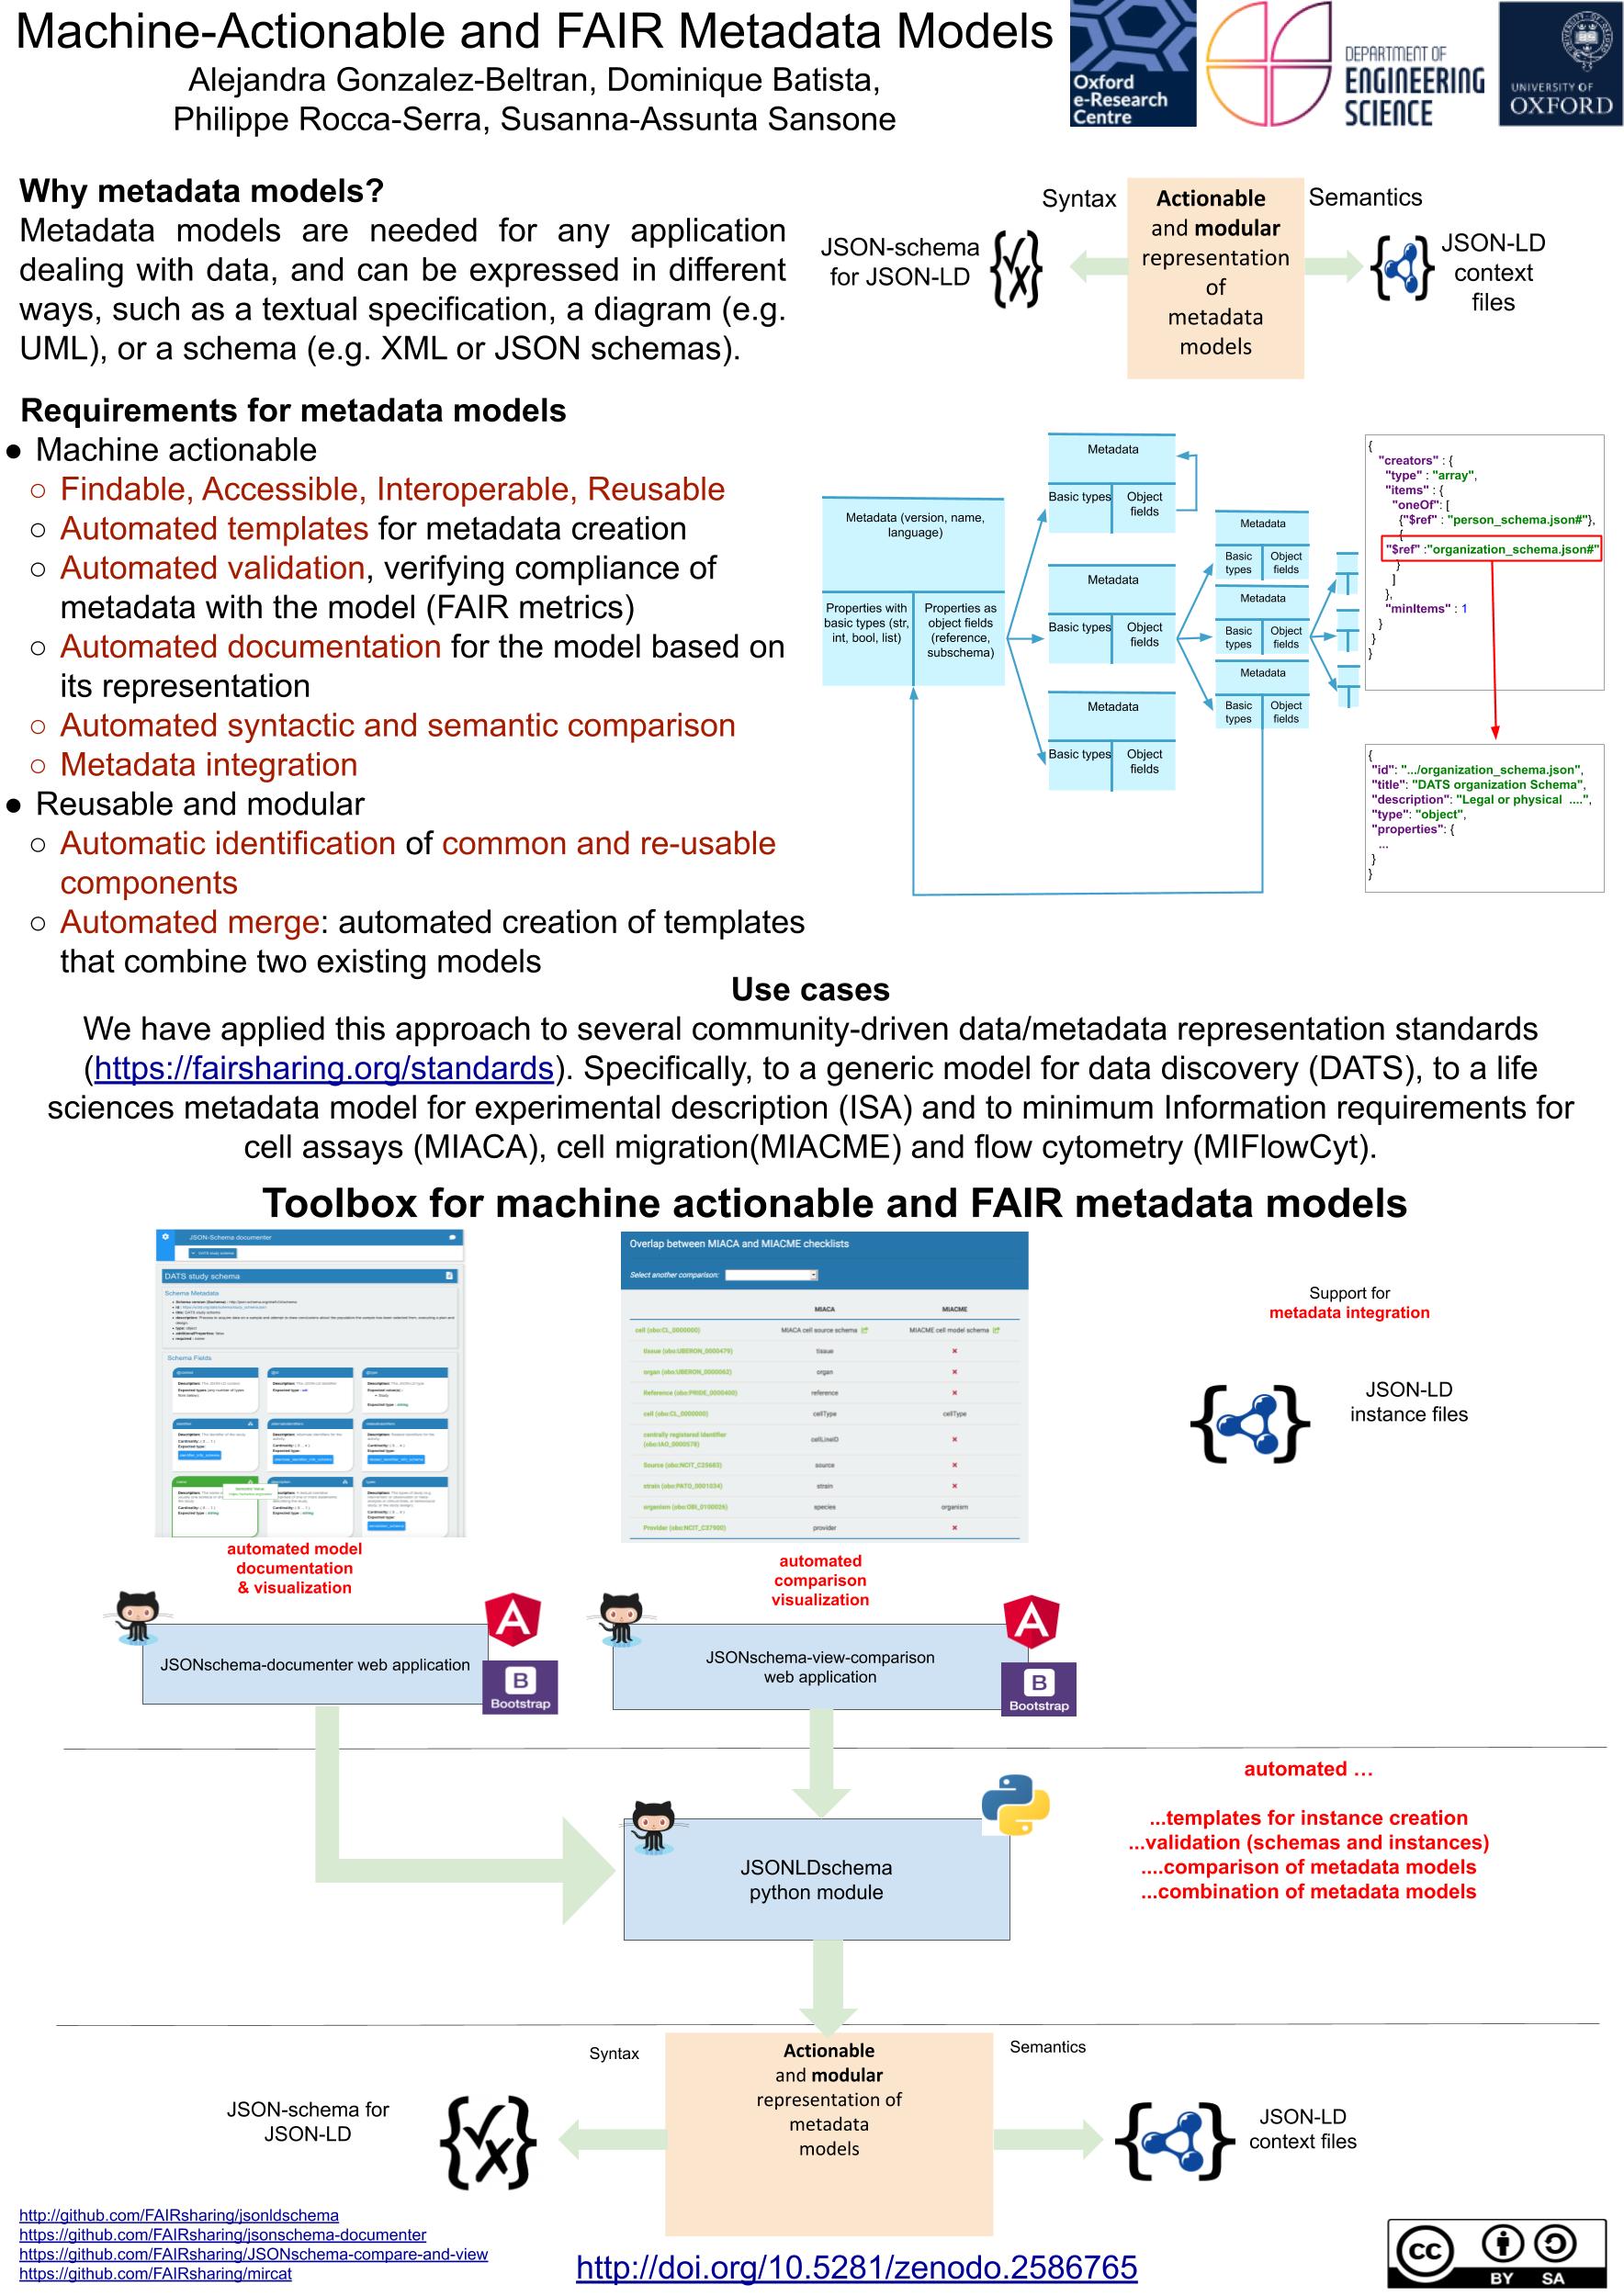 Machine-Actionable and FAIR Metadata Models
Alejandra Gonzalez-Beltran, Dominique Batista,
Philippe Rocca-Serra, Susanna-Assunta Sansone
Oxford
e-Research
Centre
DEPARTMENT OF
ENGINEERING
SCIENCE
UNIVERSITY OF
OXFORD
Why metadata models?
Metadata models are needed for any application
dealing with data, and can be expressed in different
ways, such as a textual specification, a diagram (e.g.
UML), or a schema (e.g. XML or JSON schemas).
Syntax
Actionable
and modular
representation
of
metadata
models
Semantics
JSON-schema
for JSON-LD
JSON-LD
context
files
Requirements for metadata models
● Machine actionable
○ Findable, Accessible, Interoperable, Reusable
○ Automated templates for metadata creation
○ Automated validation, verifying compliance of
metadata with the model (FAIR metrics)
○ Automated documentation for the model based on
its representation
○ Automated syntactic and semantic comparison
○ Metadata integration
● Reusable and modular
○ Automatic identification of common and re-usable
components
○ Automated merge: automated creation of templates
that combine two existing models
Metadata (version, name,
language)
Properties with
basic types (str,
int, bool, list)
Properties as
object fields
(reference,
subschema)
Metadata
Basic types
Object
fields
Metadata
Basic types
Object
fields
Metadata
Basic types
Object
fields
Metadata
Basic
types
Object
fields
Metadata
Basic
types
Object
fields
Metadata
Basic
types
Object
fields
{
"creators" : {
"type" : "array",
"items" : {
"oneOf": [
{"$ref" : "person_schema.json#"},
{
"$ref" :"organization_schema.json#"
}
]
},
"minItems" : 1
}
}
}
{
"id": ".../organization_schema.json",
"title": "DATS organization Schema",
"description": "Legal or physical ....",
"type": "object",
"properties": {
...
}
}
Use cases
We have applied this approach to several community-driven data/metadata representation standards
(https://fairsharing.org/standards). Specifically, to a generic model for data discovery (DATS), to a life
sciences metadata model for experimental description (ISA) and to minimum Information requirements for
cell assays (MIACA), cell migration(MIACME) and flow cytometry (MIFlowCyt).
Toolbox for machine actionable and FAIR metadata models
JSON-Schema documenter
DATS study schema
DATS study schema
Schema Metadata
Schema Fields
automated model
documentation
& visualization
Overlap between MIACA and MIACME checklists
Select another comparison:
MIACA MIACME
cell (obo:CL_0000000) MIACA cell source schema MIACME cell model schema
tissue (obo:UBERON_0000479) tissue ✖
organ (obo:UBERON_0000062) organ ✖
Reference (obo:PRIDE_0000400) reference ✖
cell (obo:CL_0000000) cellType cellType
centrally registered identifier
(obo:IAO_0000578) cellLineID ✖
Source (obo:NCIT_C25683) source ✖
strain (obo:PATO_0001034) strain ✖
organism (obo:OBI_0100026) species organism
Provider (obo:NCIT_C37900) provider ✖
automated
comparison
visualization
Support for
metadata integration
JSON-LD
instance files
JSONschema-documenter web application
A
B
Bootstrap
JSONschema-view-comparison
web application
A
B
Bootstrap
JSONLDschema
python module
automated …
...templates for instance creation
...validation (schemas and instances)
....comparison of metadata models
...combination of metadata models
Syntax
Actionable
and modular
representation of
metadata
models
Semantics
JSON-schema for
JSON-LD
JSON-LD
context files
http://github.com/FAIRsharing/jsonldschema
https://github.com/FAIRsharing/jsonschema-documenter
https://github.com/FAIRsharing/JSONschema-compare-and-view
https://github.com/FAIRsharing/mircat
http://doi.org/10.5281/zenodo.2586765
cc
BY SA